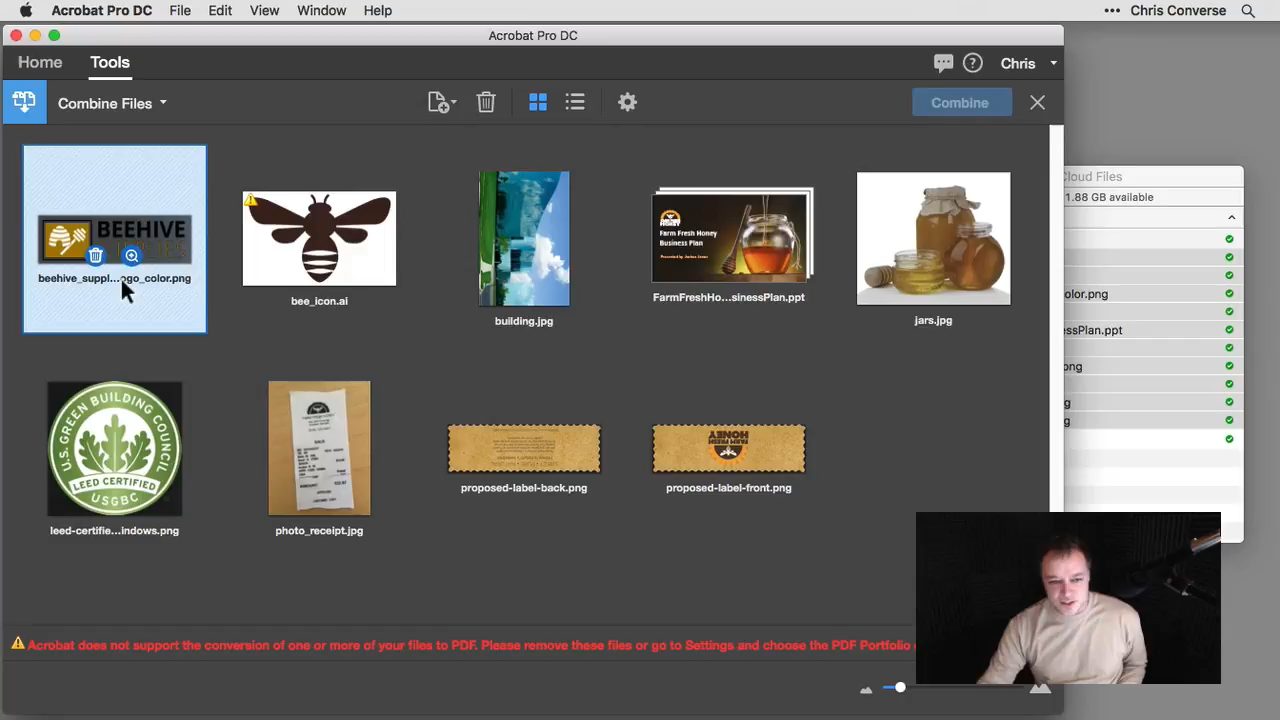 Acrobat Pro DC File Edit View Window Help
Chris Converse
Acrobat Pro DC
Home Tools
Chris
Combine Files
Combine
Cloud Files
1.88 GB available
BEEHIVE
Farm Fresh Honey
Business Plan
beehive_suppl...ogo_color.png
bee_icon.ai
building.jpg
FarmFreshHo...sinessPlan.ppt
jars.jpg
olor.png
ssPlan.ppt
png
g
g
U.S. GREEN BUILDING COUNCIL
LEED CERTIFIED
USGBC
FARM FRESH
HONEY
leed-certifie...indows.png
photo_receipt.jpg
proposed-label-back.png
proposed-label-front.png
Acrobat does not support the conversion of one or more of your files to PDF. Please remove these files or go to Settings and choose the PDF Portfolio